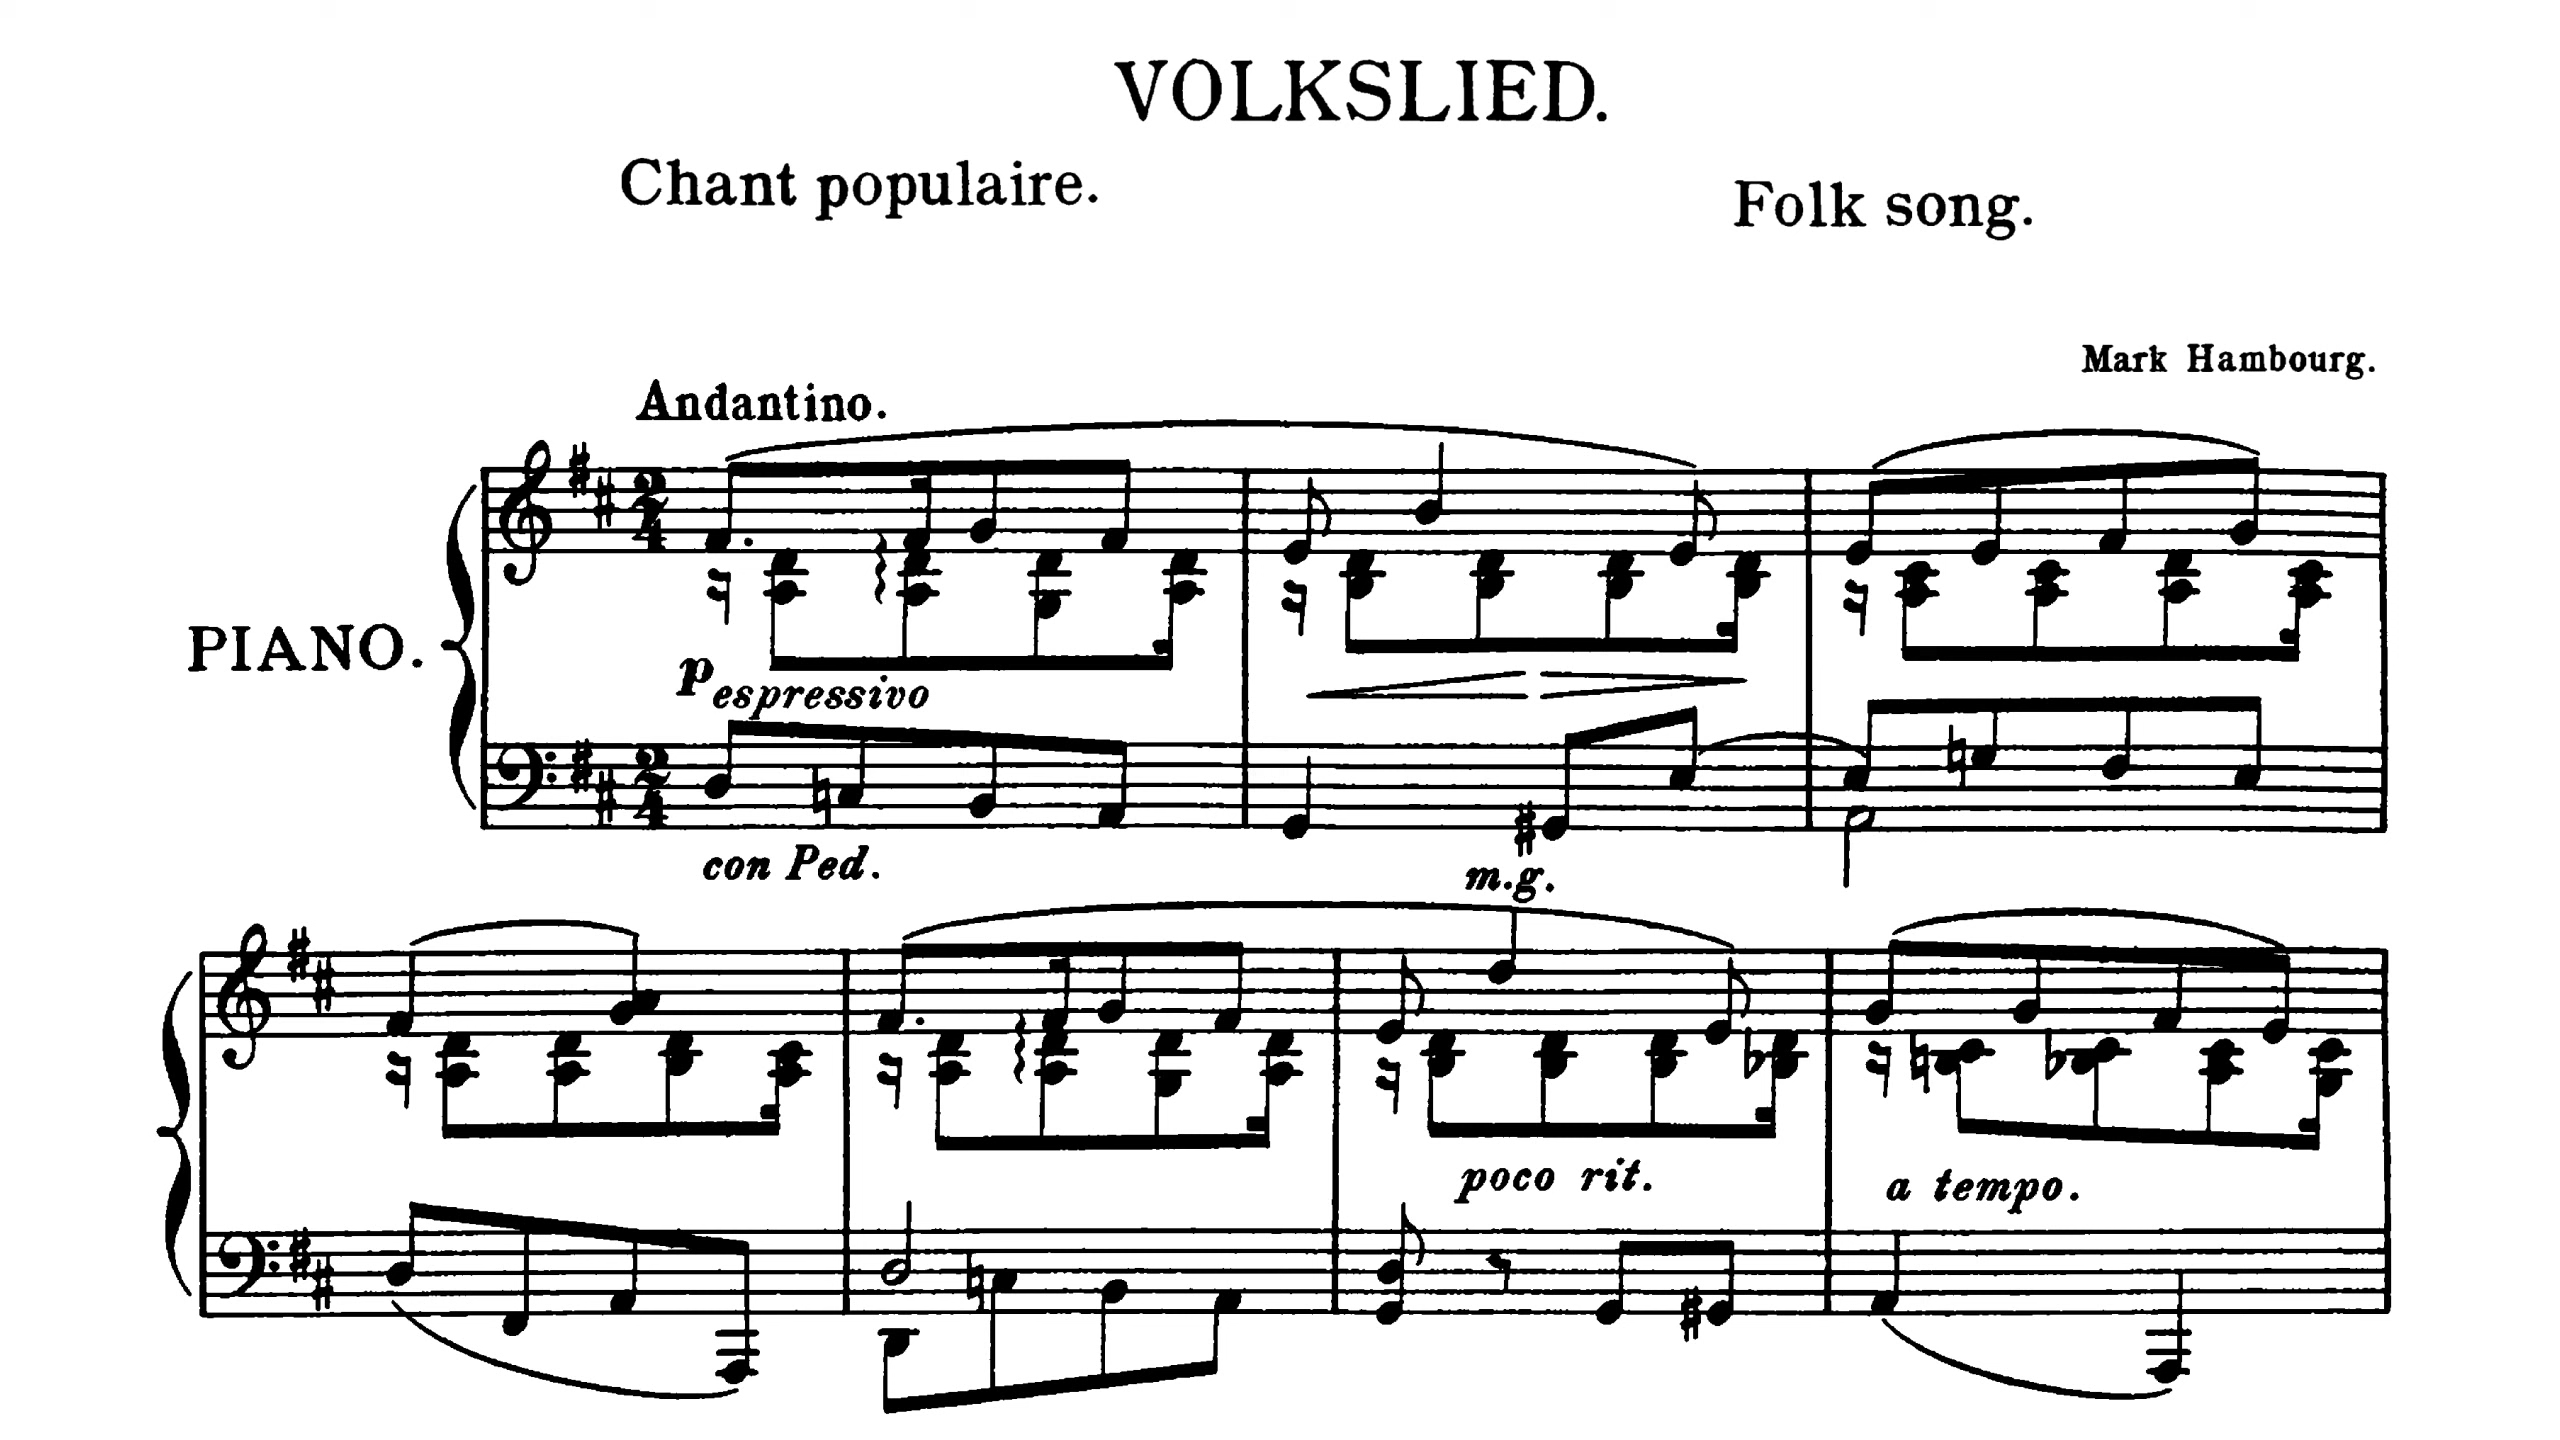 VOLKSLIED.
Chant populaire.
Folk song.
Mark Hambourg.
Andantino.
PIANO.
p espressivo
con Ped.
m.g.
poco rit.
a tempo.